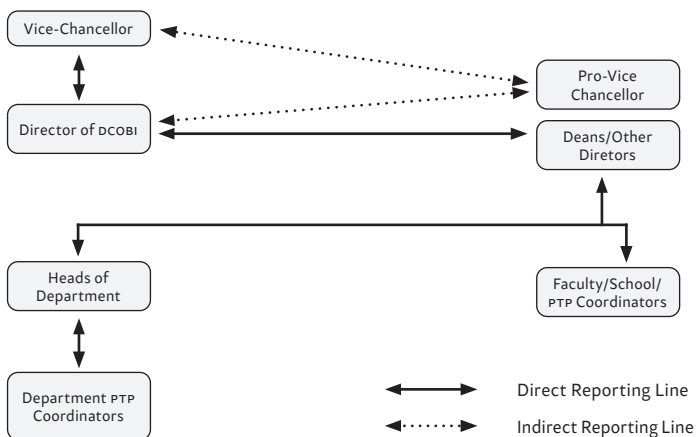 Vice-Chancellor
Pro-Vice
Chancellor
Director of DCOBI
Deans/Other
Diretors
Heads of
Department
Faculty/School/
PTP Coordinators
Department PTP
Coordinators
Direct Reporting Line
Indirect Reporting Line